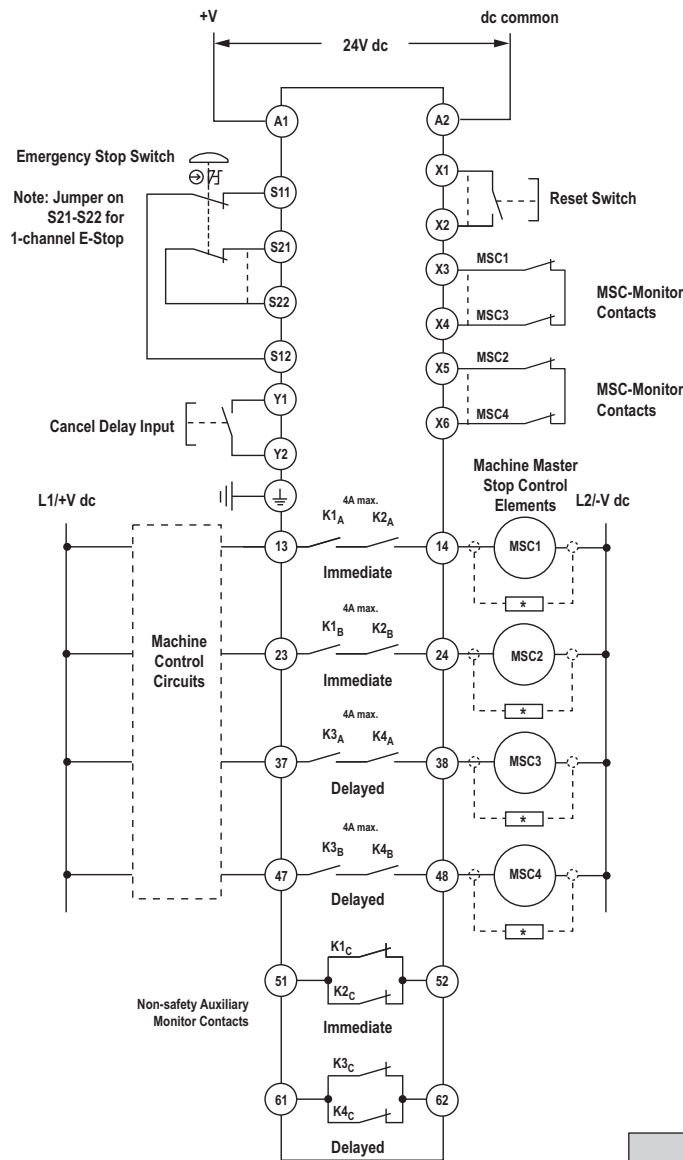 +V
dc common
24V dc
A1
A2
Emergency Stop Switch
Note: Jumper on
S21-S22 for
1-channel E-Stop
S11
S21
S22
S12
X1
X2
Reset Switch
X3
MSC1
X4
MSC3
MSC-Monitor
Contacts
X5
MSC2
X6
MSC4
MSC-Monitor
Contacts
Cancel Delay Input
Y1
Y2
Machine Master
Stop Control
Elements
L1/+V dc
L2/-V dc
4A max.
13
K1A
K2A
14
MSC1
Immediate
*
Machine
Control
Circuits
4A max.
23
K1B
K2B
24
MSC2
Immediate
*
4A max.
37
K3A
K4A
38
MSC3
Delayed
*
4A max.
47
K3B
K4B
48
MSC4
Delayed
*
Non-safety Auxiliary
Monitor Contacts
51
K1C
K2C
52
Immediate
61
K3C
K4C
62
Delayed